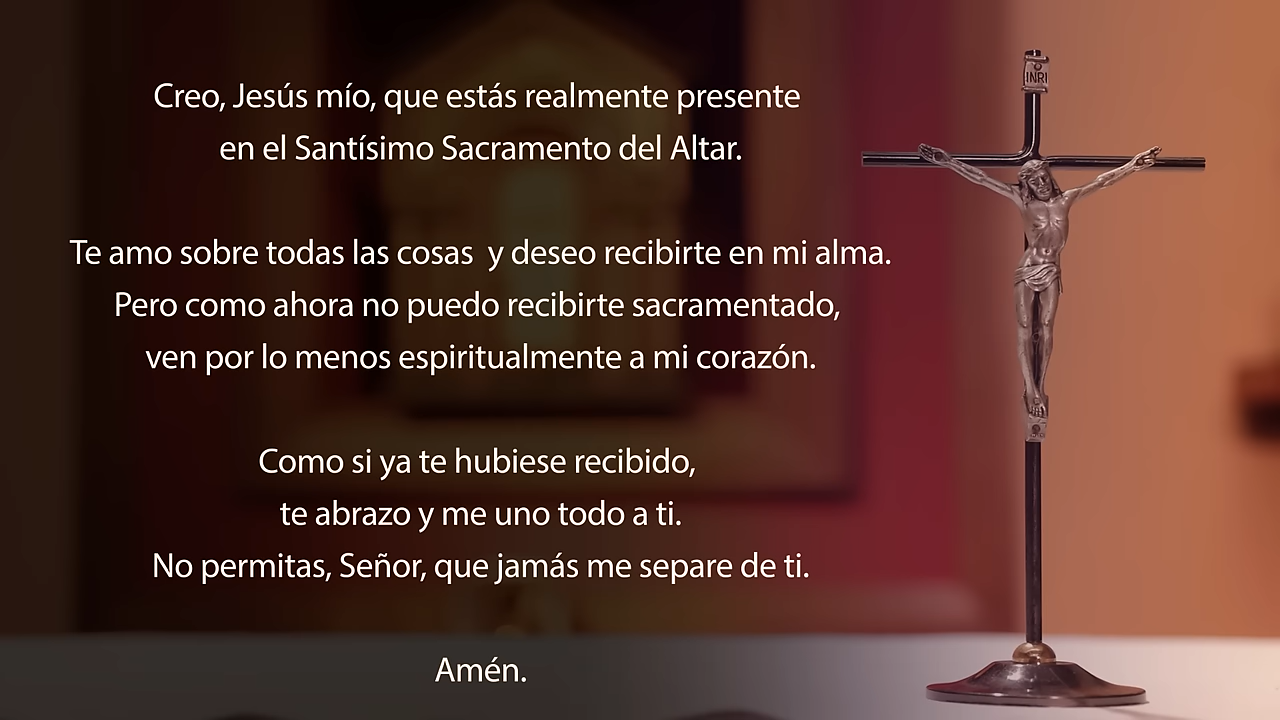 Creo, Jesús mío, que estás realmente presente
en el Santísimo Sacramento del Altar.
Te amo sobre todas las cosas  y deseo recibirte en mi alma.
Pero como ahora no puedo recibirte sacramentado,
ven por lo menos espiritualmente a mi corazón.
Como si ya te hubiese recibido,
te abrazo y me uno todo a ti.
No permitas, Señor, que jamás me separe de ti.
Amén.
INRI